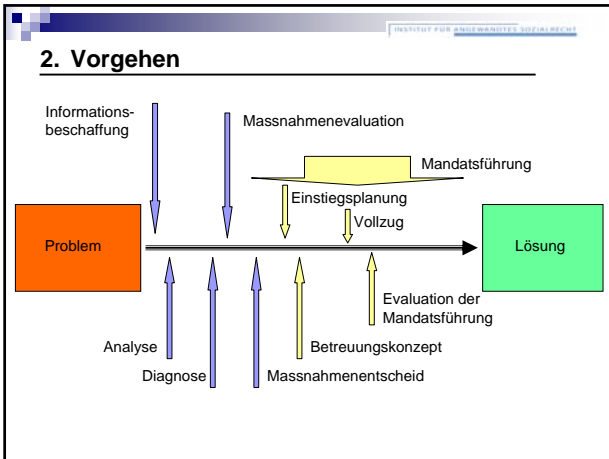 INSTITUT FÜR ANGEWANDTES SOZIALRECHT
2. Vorgehen
Informations-
beschaffung
Massnahmenevaluation
Mandatsführung
Einstiegsplanung
Vollzug
Problem
Lösung
Evaluation der
Mandatsführung
Analyse
Betreuungskonzept
Diagnose
Massnahmenentscheid